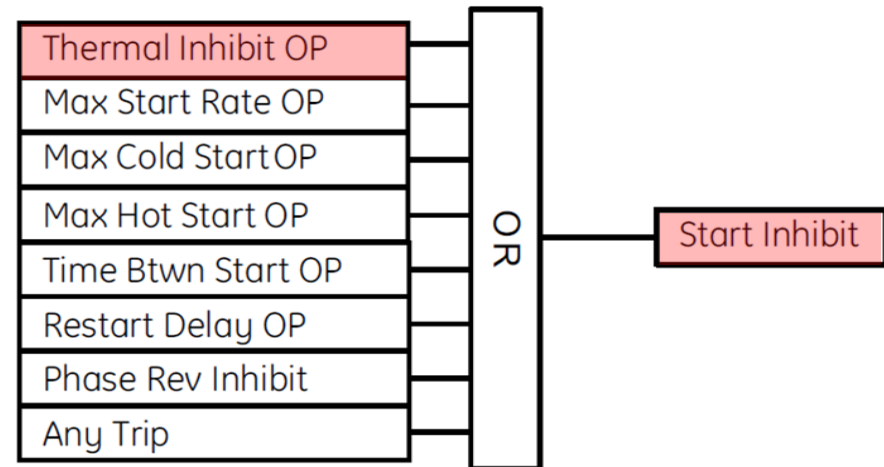 Thermal Inhibit OP
Max Start Rate OP
Max Cold Start OP
Max Hot Start OP
Time Btwn Start OP
Restart Delay OP
Phase Rev Inhibit
Any Trip
OR
Start Inhibit